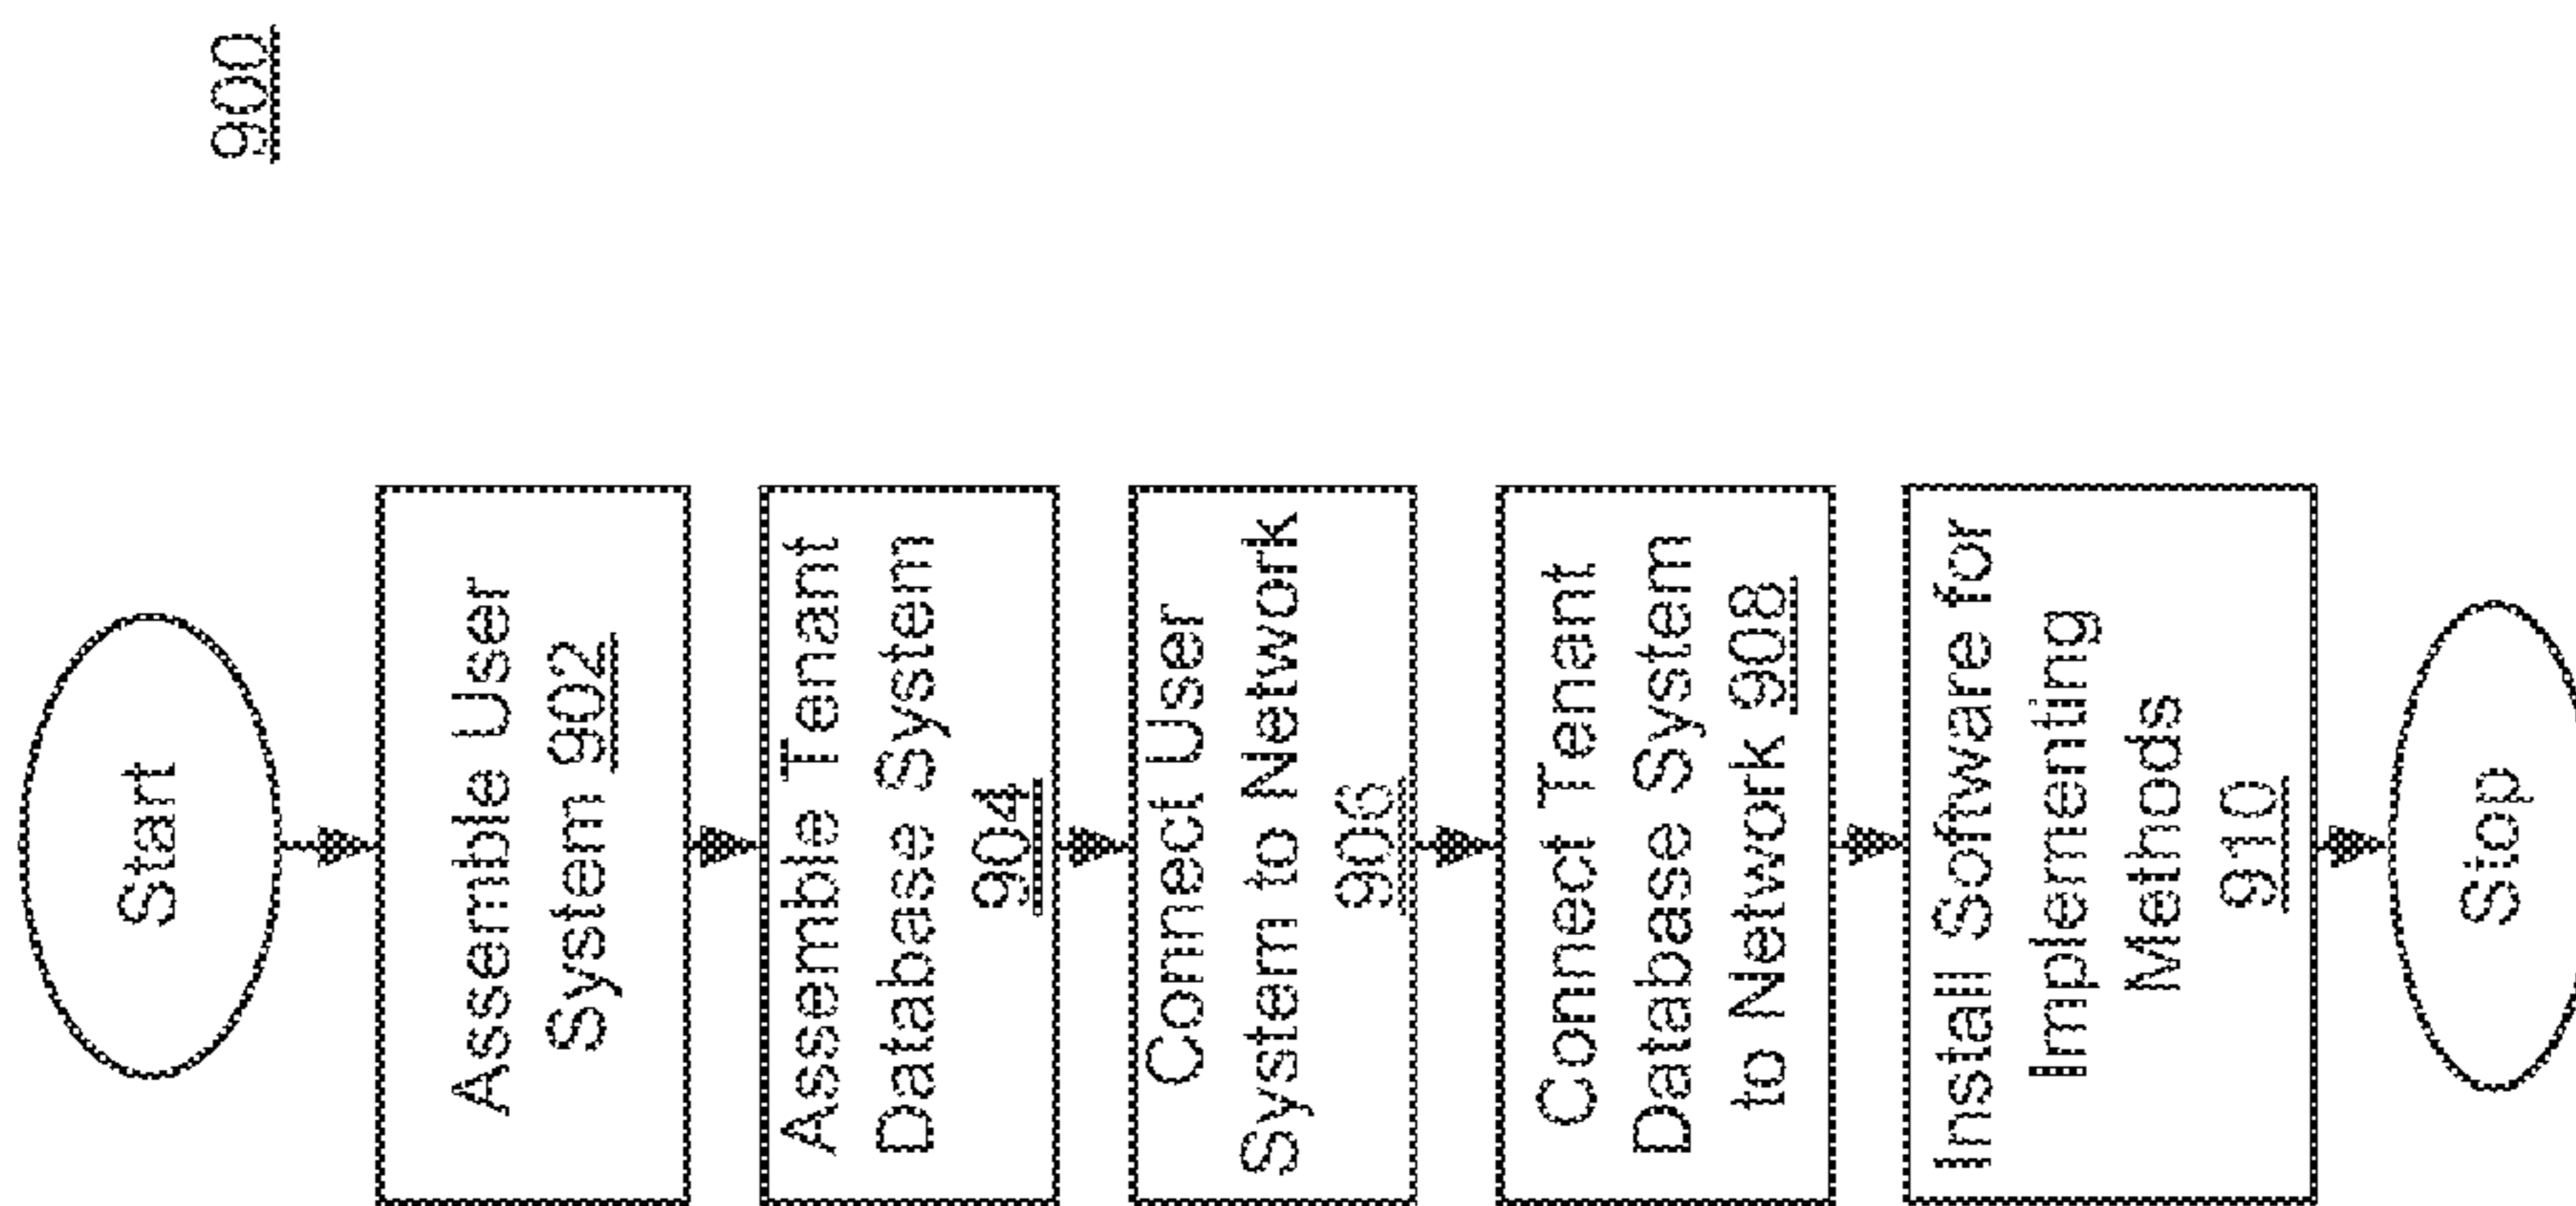 900
Start
Assemble User
System 902
Assemble Tenant
Database System
904
Connect User
System to Network
906
Connect Tenant
Database System
to Network 908
Install Software for
Implementing
Methods
910
Stop